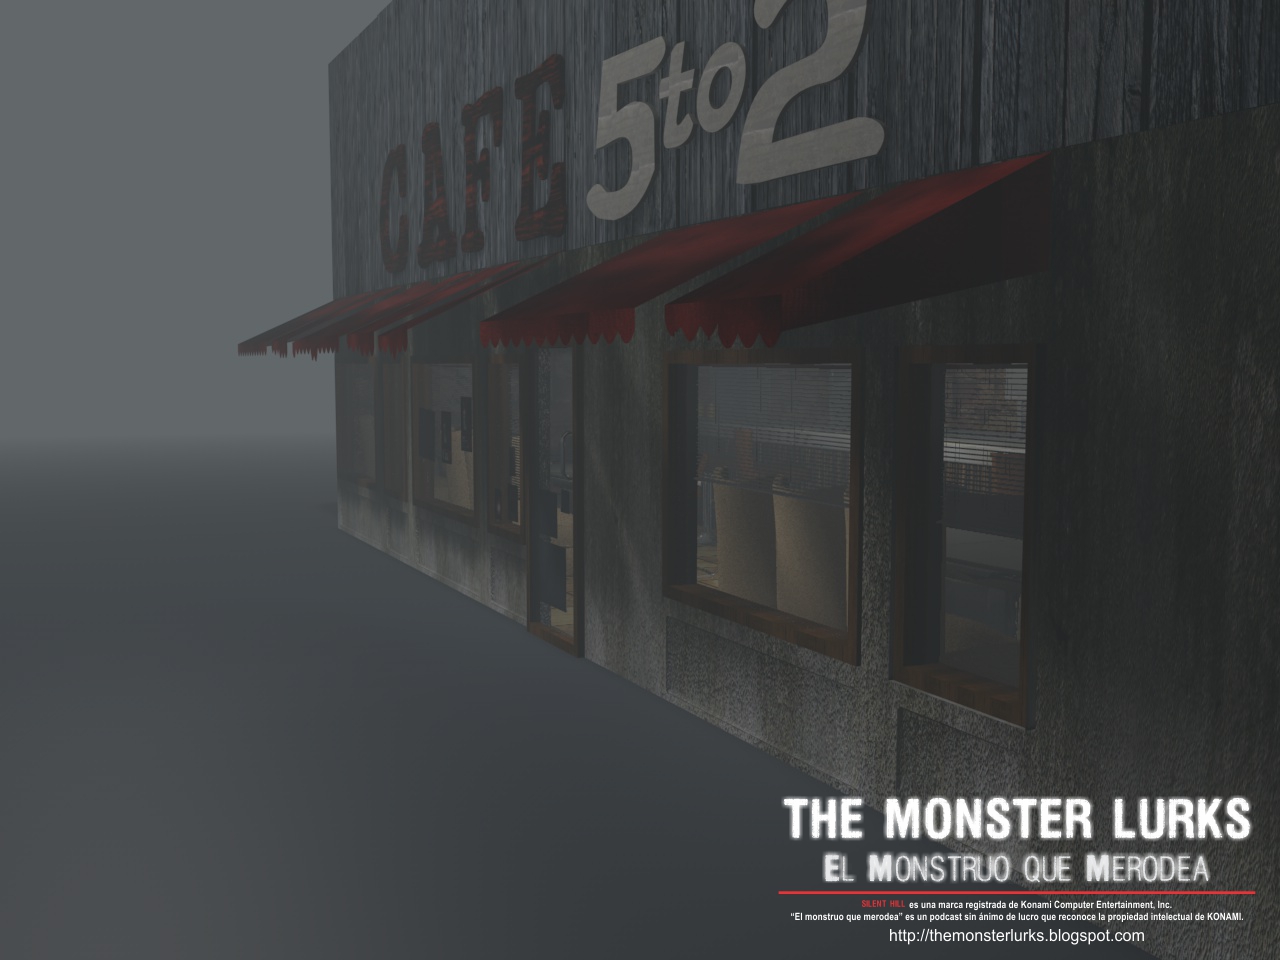 CAFE 5to2
THE MONSTER LURKS
EL MONSTRUO QUE MERODEA
SILENT HILL es una marca registrada de Konami Computer Entertainment, Inc.
“El monstruo que merodea” es un podcast sin ánimo de lucro que reconoce la propiedad intelectual de KONAMI.
http://themonsterlurks.blogspot.com